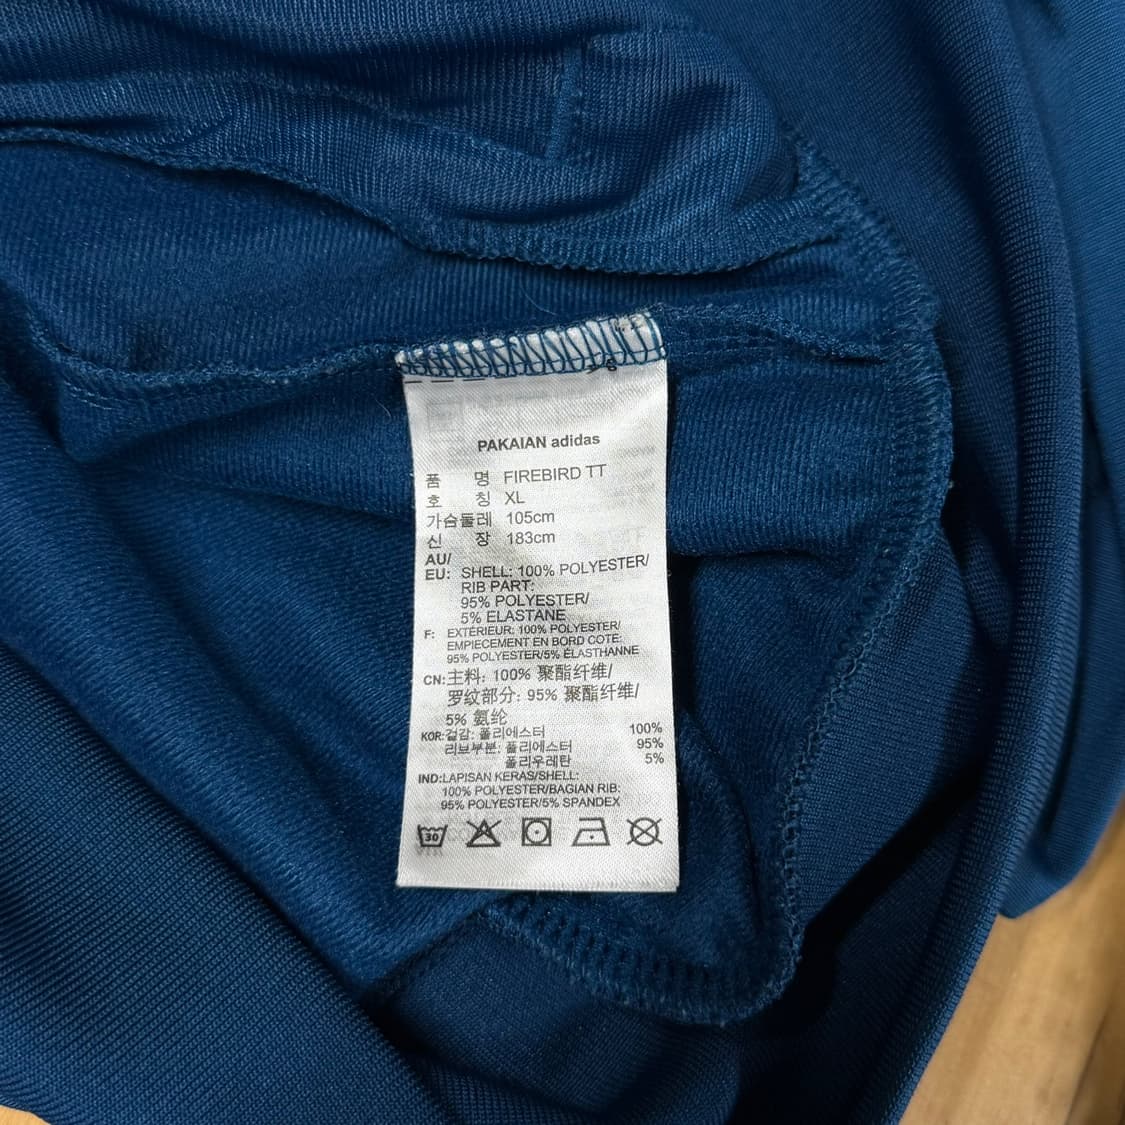 PAKAIAN adidas
품 명 FIREBIRD TT
호 칭 XL
가슴둘레 105cm
신 장 183cm
AU/
EU: SHELL: 100% POLYESTER/
RIB PART:
95% POLYESTER/
5% ELASTANE
F: EXTÉRIEUR: 100% POLYESTER/
EMPIECEMENT EN BORD COTE:
95% POLYESTER/5% ÉLASTHANNE
CN:主料: 100% 聚酯纤维/
罗纹部分: 95% 聚酯纤维/
5% 氨纶
KOR:겉감: 폴리에스터 100%
리브부분: 폴리에스터 95%
폴리우레탄 5%
IND:LAPISAN KERAS/SHELL:
100% POLYESTER/BAGIAN RIB:
95% POLYESTER/5% SPANDEX
30